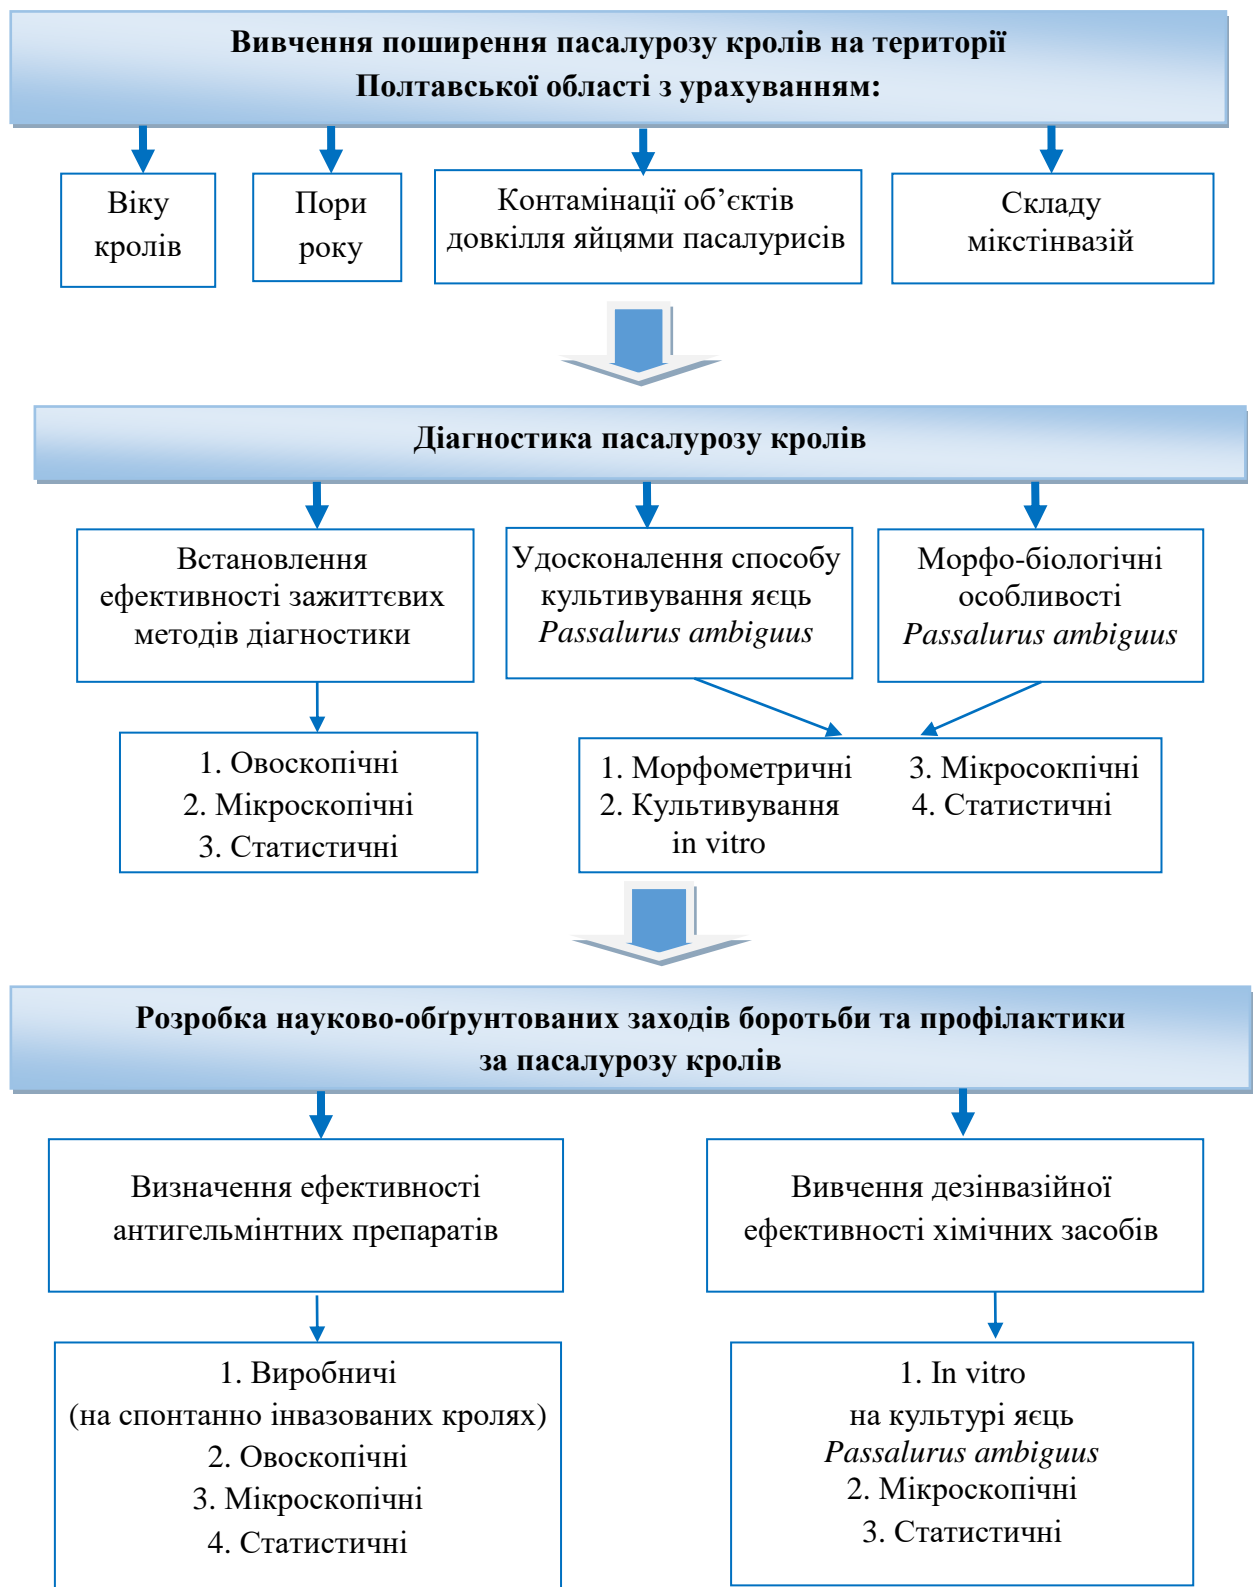 Вивчення поширення пасалурозу кролів на території
Полтавської області з урахуванням:
Віку
кролів
Пори
року
Контамінації об’єктів
довкілля яйцями пасалурисів
Складу
мікстінвазій
Діагностика пасалурозу кролів
Встановлення
ефективності зажиттєвих
методів діагностики
Удосконалення способу
культивування яєць
Passalurus ambiguus
Морфо-біологічні
особливості
Passalurus ambiguus
1. Овоскопічні
2. Мікроскопічні
3. Статистичні
1. Морфометричні
2. Культивування
in vitro
3. Мікросокпічні
4. Статистичні
Розробка науково-обґрунтованих заходів боротьби та профілактики
за пасалурозу кролів
Визначення ефективності
антигельмінтних препаратів
Вивчення дезінвазійної
ефективності хімічних засобів
1. Виробничі
(на спонтанно інвазованих кролях)
2. Овоскопічні
3. Мікроскопічні
4. Статистичні
1. In vitro
на культурі яєць
Passalurus ambiguus
2. Мікроскопічні
3. Статистичні